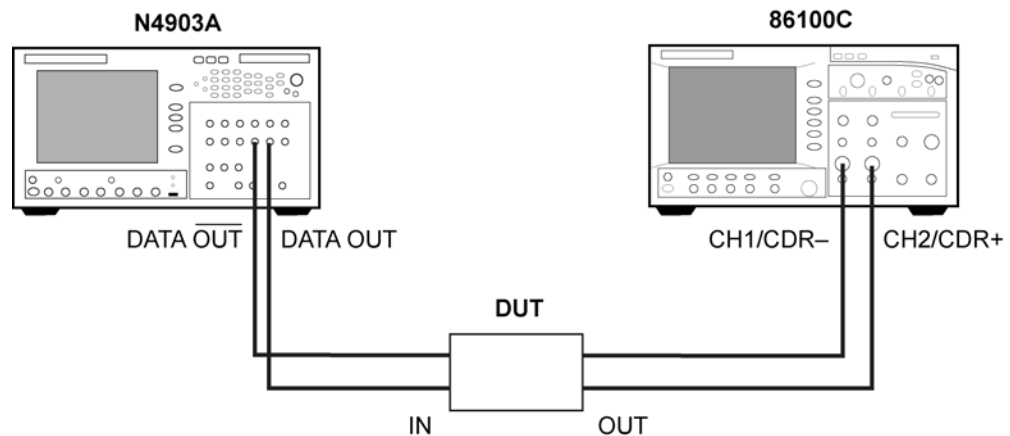 N4903A
86100C
DATA OUT
DATA OUT
CH1/CDR–
CH2/CDR+
DUT
IN
OUT